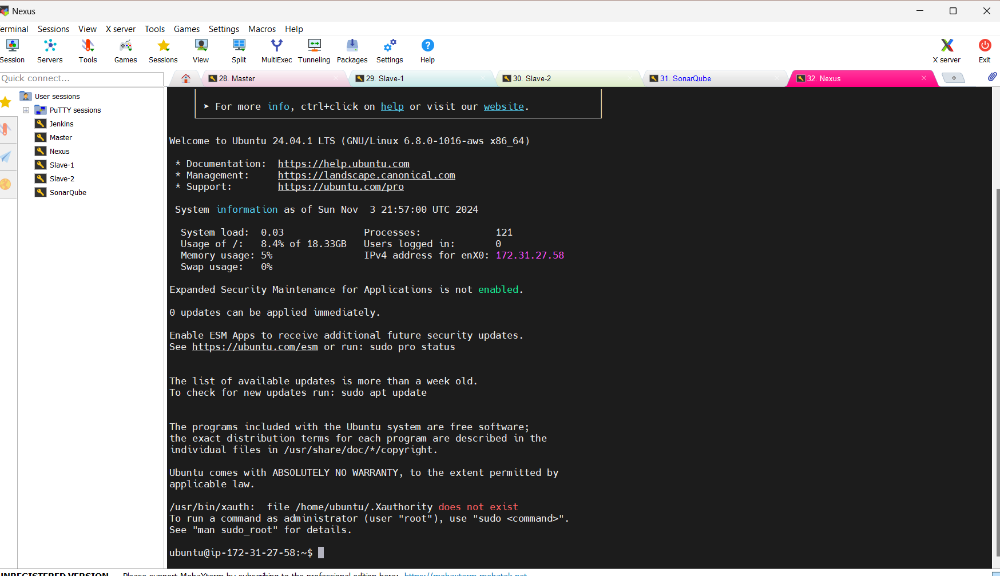 Nexus
erminal Sessions View X server Tools Games Settings Macros Help
Session Servers Tools Games Sessions View Split MultiExec Tunneling Packages Settings Help X server Exit
Quick connect...
28. Master 29. Slave-1 30. Slave-2 31. SonarQube 32. Nexus
User sessions
PuTTY sessions
Jenkins
Master
Nexus
Slave-1
Slave-2
SonarQube
➤ For more info, ctrl+click on help or visit our website.
Welcome to Ubuntu 24.04.1 LTS (GNU/Linux 6.8.0-1016-aws x86_64)
* Documentation: https://help.ubuntu.com
* Management: https://landscape.canonical.com
* Support: https://ubuntu.com/pro
System information as of Sun Nov 3 21:57:00 UTC 2024
System load: 0.03 Processes: 121
Usage of /: 8.4% of 18.33GB Users logged in: 0
Memory usage: 5% IPv4 address for enX0: 172.31.27.58
Swap usage: 0%
Expanded Security Maintenance for Applications is not enabled.
0 updates can be applied immediately.
Enable ESM Apps to receive additional future security updates.
See https://ubuntu.com/esm or run: sudo pro status
The list of available updates is more than a week old.
To check for new updates run: sudo apt update
The programs included with the Ubuntu system are free software;
the exact distribution terms for each program are described in the
individual files in /usr/share/doc/*/copyright.
Ubuntu comes with ABSOLUTELY NO WARRANTY, to the extent permitted by
applicable law.
/usr/bin/xauth: file /home/ubuntu/.Xauthority does not exist
To run a command as administrator (user "root"), use "sudo <command>".
See "man sudo_root" for details.
ubuntu@ip-172-31-27-58:~$
UNREGISTERED VERSION - Please support MobaXterm by subscribing to the professional edition here: https://mobaxterm.mobatek.net